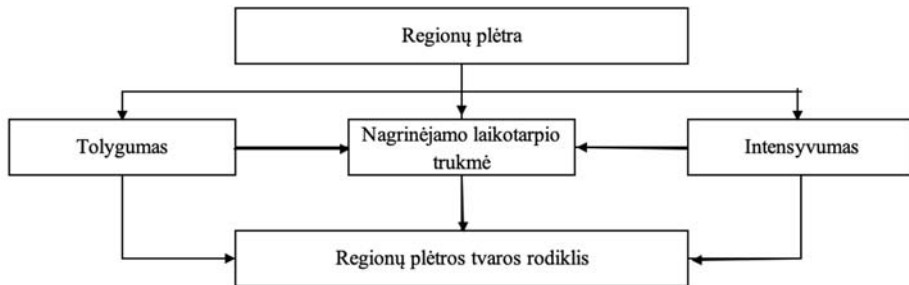 Regionų plėtra
Tolygumas
Nagrinėjamo laikotarpio
trukmė
Intensyvumas
Regionų plėtros tvaros rodiklis